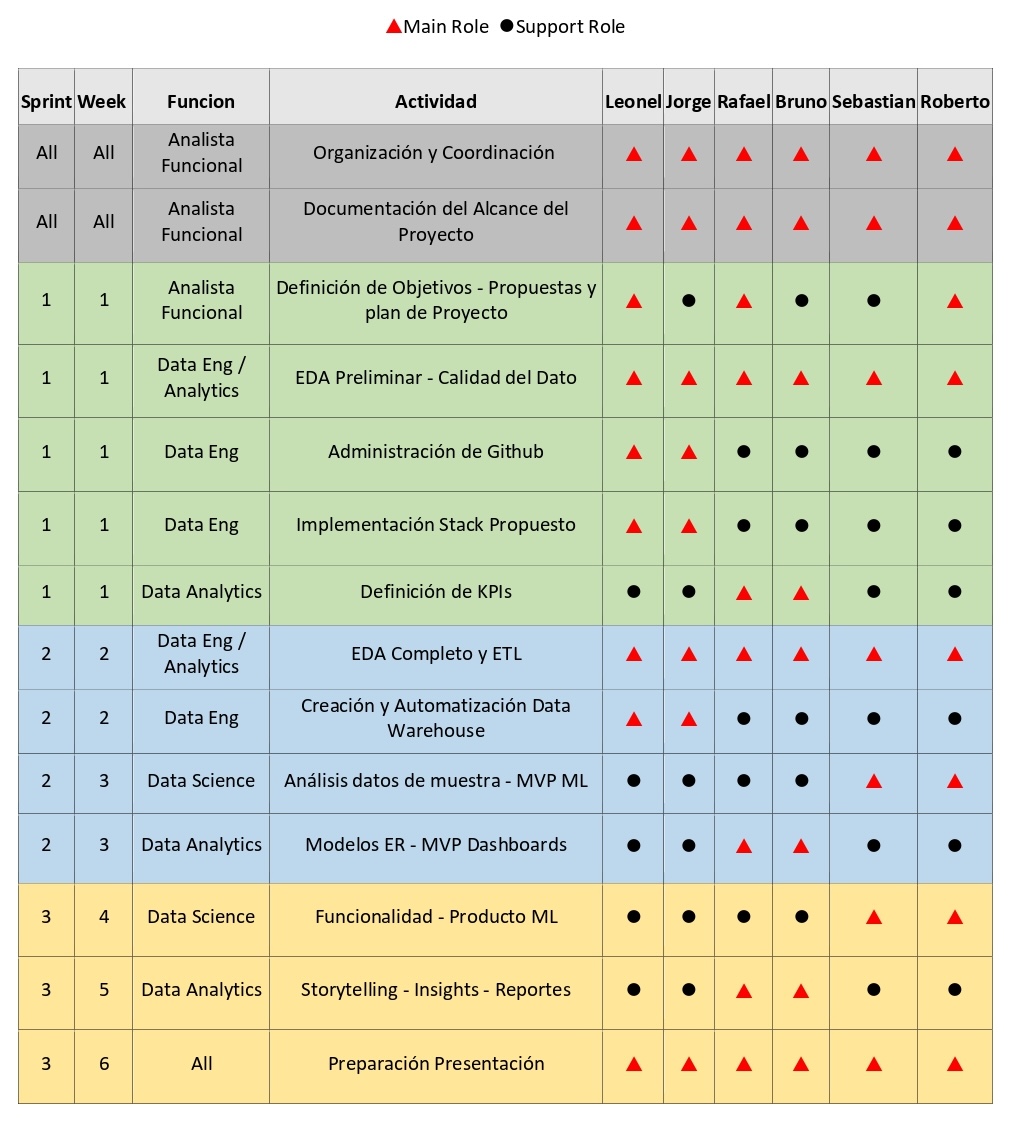 ▲Main Role ●Support Role
Sprint Week Funcion Actividad Leonel Jorge Rafael Bruno Sebastian Roberto
All All Analista Funcional Organización y Coordinación ▲ ▲ ▲ ▲ ▲ ▲
All All Analista Funcional Documentación del Alcance del Proyecto ▲ ▲ ▲ ▲ ▲ ▲
1 1 Analista Funcional Definición de Objetivos - Propuestas y plan de Proyecto ▲ ● ▲ ● ● ▲
1 1 Data Eng / Analytics EDA Preliminar - Calidad del Dato ▲ ▲ ▲ ▲ ▲ ▲
1 1 Data Eng Administración de Github ▲ ▲ ● ● ● ●
1 1 Data Eng Implementación Stack Propuesto ▲ ▲ ● ● ● ●
1 1 Data Analytics Definición de KPIs ● ● ▲ ▲ ● ●
2 2 Data Eng / Analytics EDA Completo y ETL ▲ ▲ ▲ ▲ ▲ ▲
2 2 Data Eng Creación y Automatización Data Warehouse ▲ ▲ ● ● ● ●
2 3 Data Science Análisis datos de muestra - MVP ML ● ● ● ● ▲ ▲
2 3 Data Analytics Modelos ER - MVP Dashboards ● ● ▲ ▲ ● ●
3 4 Data Science Funcionalidad - Producto ML ● ● ● ● ▲ ▲
3 5 Data Analytics Storytelling - Insights - Reportes ● ● ▲ ▲ ● ●
3 6 All Preparación Presentación ▲ ▲ ▲ ▲ ▲ ▲